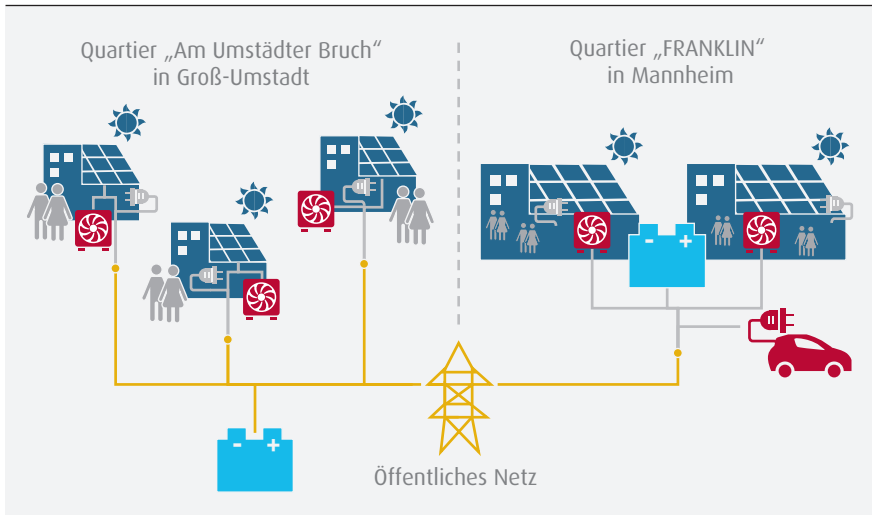 Quartier „Am Umstädter Bruch“
in Groß-Umstadt
Quartier „FRANKLIN“
in Mannheim
- +
- +
Öffentliches Netz